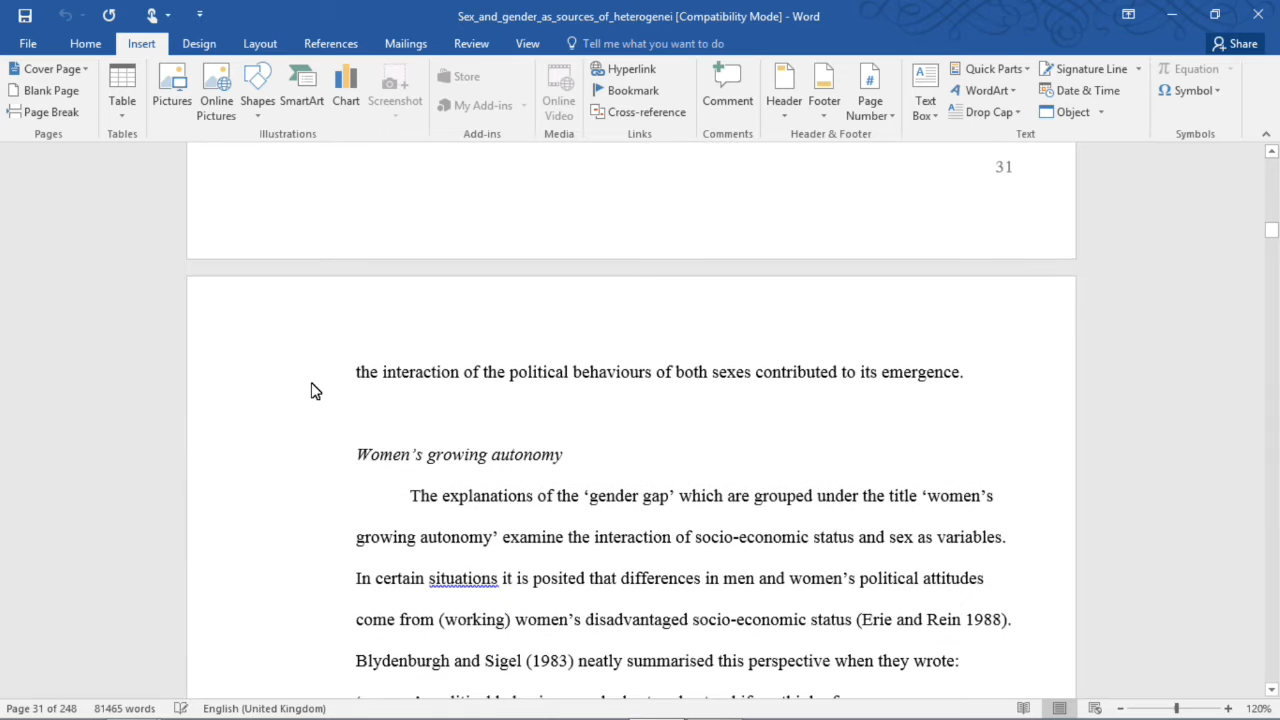 Sex_and_gender_as_sources_of_heterogenei [Compatibility Mode] - Word
File Home Insert Design Layout References Mailings Review View Tell me what you want to do Share
Cover Page
Blank Page
Page Break
Pages
Table
Tables
Pictures
Online Pictures
Shapes
SmartArt
Chart
Screenshot
Illustrations
Store
My Add-ins
Add-ins
Online Video
Media
Hyperlink
Bookmark
Cross-reference
Links
Comment
Comments
Header
Footer
Page Number
Header & Footer
Text Box
Quick Parts
WordArt
Drop Cap
Signature Line
Date & Time
Object
Text
Equation
Symbol
Symbols
31
the interaction of the political behaviours of both sexes contributed to its emergence.
Women’s growing autonomy
The explanations of the ‘gender gap’ which are grouped under the title ‘women’s
growing autonomy’ examine the interaction of socio-economic status and sex as variables.
In certain situations it is posited that differences in men and women’s political attitudes
come from (working) women’s disadvantaged socio-economic status (Erie and Rein 1988).
Blydenburgh and Sigel (1983) neatly summarised this perspective when they wrote:
Page 31 of 248 81465 words English (United Kingdom) 120%